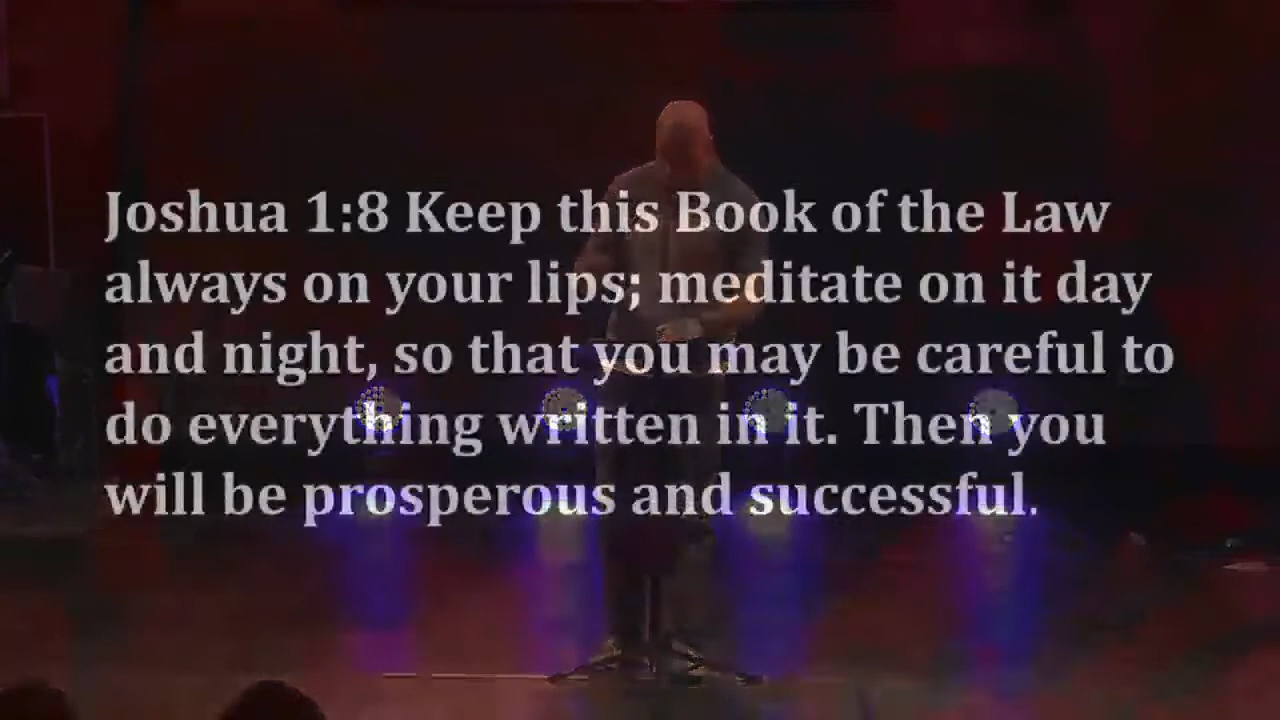 Joshua 1:8 Keep this Book of the Law
always on your lips; meditate on it day
and night, so that you may be careful to
do everything written in it. Then you
will be prosperous and successful.